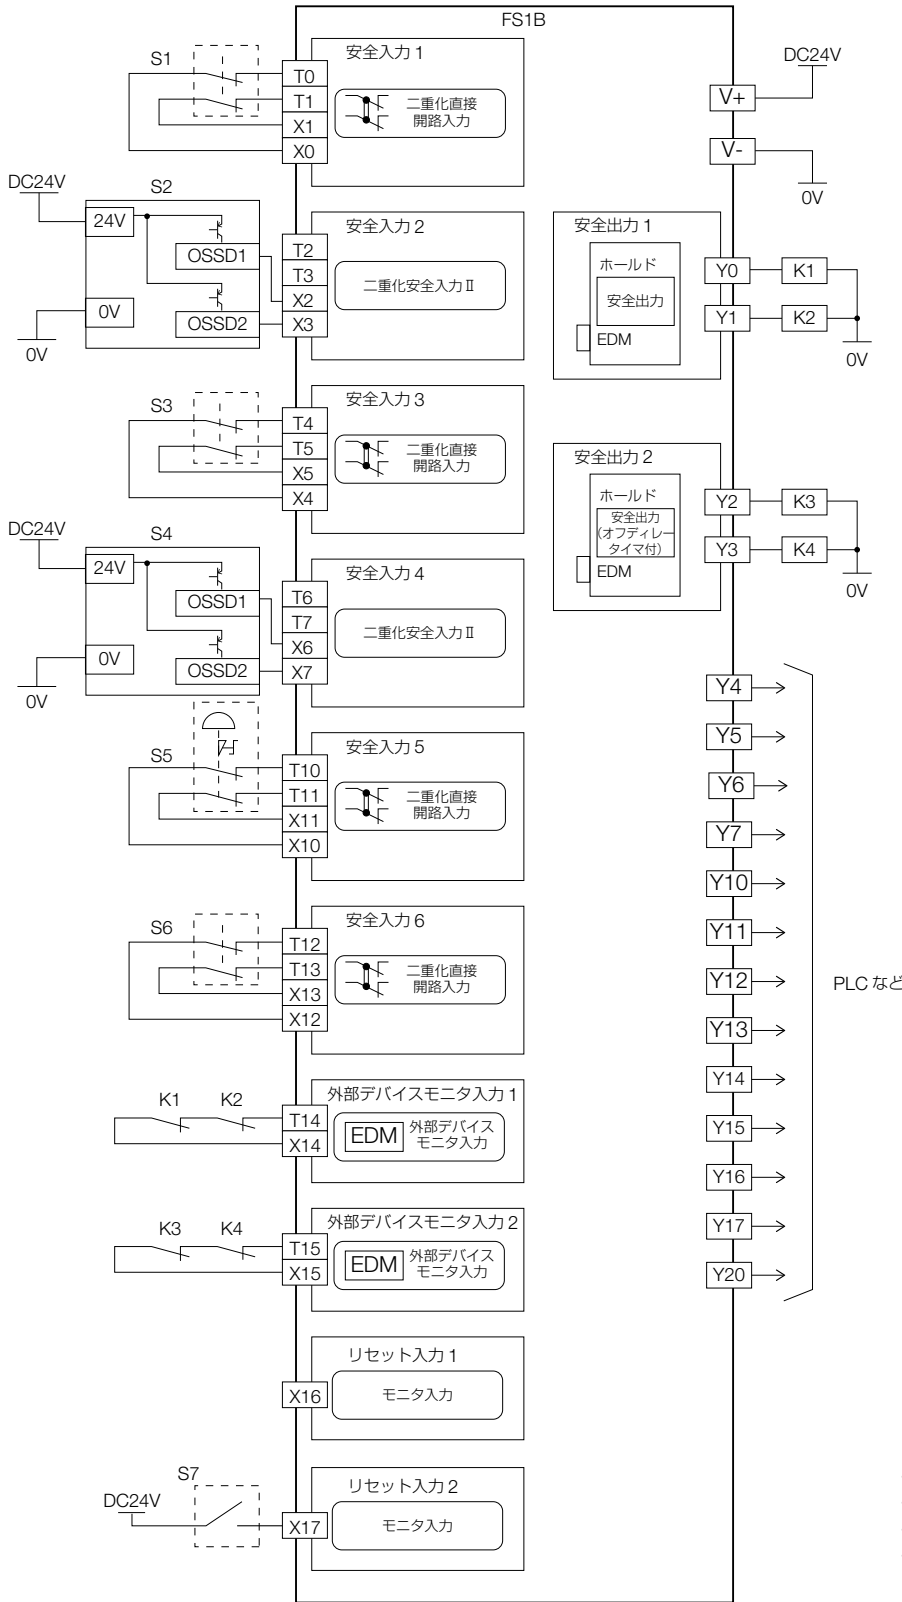 FS1B
S1
T0
T1
X1
X0
安全入力 1
二重化直接
開路入力
DC24V
V+
V-
0V
DC24V
S2
24V
OSSD1
0V
OSSD2
0V
T2
T3
X2
X3
安全入力 2
二重化安全入力 II
安全出力 1
ホールド
安全出力
EDM
Y0
K1
Y1
K2
0V
S3
T4
T5
X5
X4
安全入力 3
二重化直接
開路入力
安全出力 2
ホールド
安全出力
(オフディレー
タイマ付)
EDM
Y2
K3
Y3
K4
0V
DC24V
S4
24V
OSSD1
0V
OSSD2
0V
T6
T7
X6
X7
安全入力 4
二重化安全入力 II
S5
T10
T11
X11
X10
安全入力 5
二重化直接
開路入力
S6
T12
T13
X13
X12
安全入力 6
二重化直接
開路入力
Y4
Y5
Y6
Y7
Y10
Y11
Y12
Y13
Y14
Y15
Y16
Y17
Y20
PLC など
K1
K2
T14
X14
外部デバイスモニタ入力 1
EDM
外部デバイス
モニタ入力
K3
K4
T15
X15
外部デバイスモニタ入力 2
EDM
外部デバイス
モニタ入力
X16
リセット入力 1
モニタ入力
DC24V
S7
X17
リセット入力 2
モニタ入力